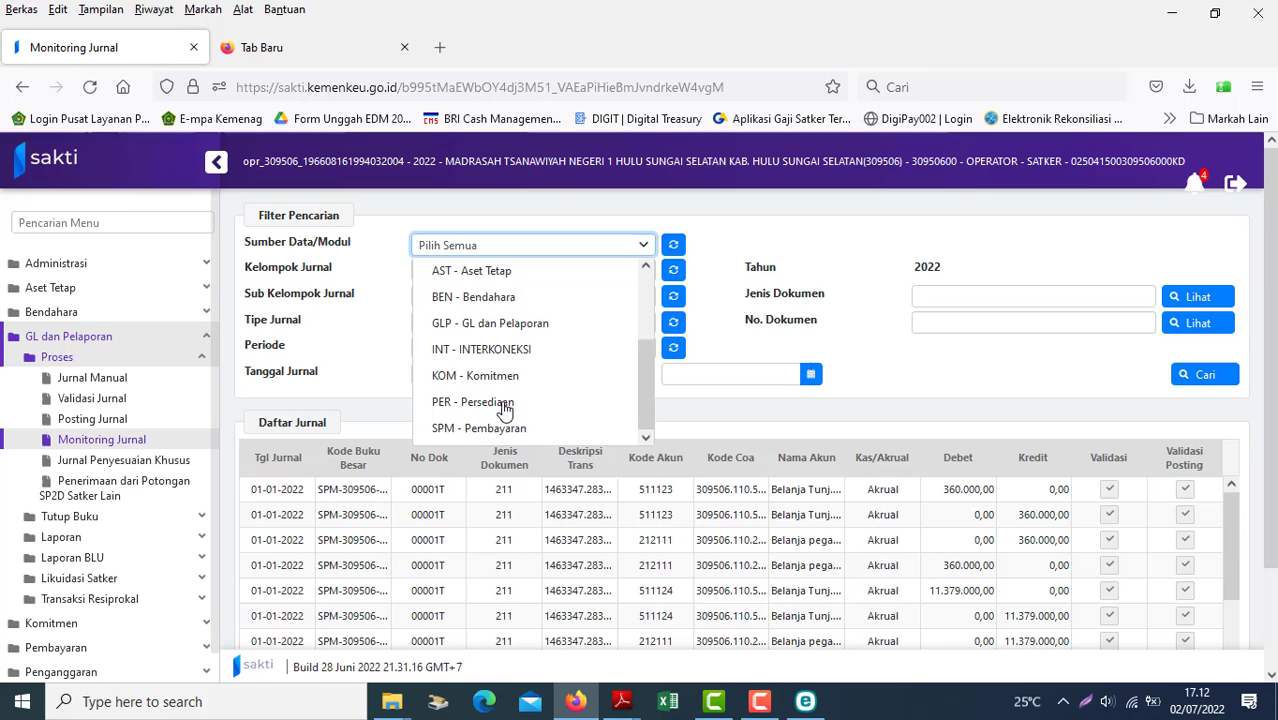 Berkas Edit Tampilan Riwayat Markah Alat Bantuan
Monitoring Jurnal
Tab Baru
https://sakti.kemenkeu.go.id/b995tMaEWbOY4dj3M51_VAEaPiHieBmJvndrkeW4vgM
Cari
Login Pusat Layanan P... E-mpa Kemenag Form Unggah EDM 20... BRI Cash Managemen... DIGIT | Treasury Aplikasi Gaji Satker Ter... DigiPay002 | Login Elektronik Rekonsiliasi ... Markah Lain
sakti
opr_309506_196608161994032004 - 2022 - MADRASAH TSANAWIYAH NEGERI 1 HULU SUNGAI SELATAN KAB. HULU SUNGAI SELATAN(309506) - 30950600 - OPERATOR - SATKER - 025041500309506000KD
4
Pencarian Menu
Administrasi
Aset Tetap
Bendahara
GL dan Pelaporan
Proses
Jurnal Manual
Validasi Jurnal
Posting Jurnal
Monitoring Jurnal
Jurnal Penyesuaian Khusus
Penerimaan dari Potongan
SP2D Satker Lain
Tutup Buku
Laporan
Laporan BLU
Likuidasi Satker
Transaksi Resiprokal
Komitmen
Pembayaran
Penganggaran
Filter Pencarian
Sumber Data/Modul Pilih Semua
Kelompok Jurnal Tahun 2022
Sub Kelompok Jurnal Jenis Dokumen Lihat
Tipe Jurnal No. Dokumen Lihat
Periode
Tanggal Jurnal Cari
AST - Aset Tetap
BEN - Bendahara
GLP - GL dan Pelaporan
INT - INTERKONEKSI
KOM - Komitmen
PER - Persediaan
SPM - Pembayaran
Daftar Jurnal
Tgl Jurnal Kode Buku Besar No Dok Jenis Dokumen Deskripsi Trans Kode Akun Kode Coa Nama Akun Kas/Akrual Debet Kredit Validasi Validasi Posting
01-01-2022 SPM-309506-... 00001T 211 1463347.283... 511123 309506.110.5... Belanja Tunj.... Akrual 360.000,00 0,00
01-01-2022 SPM-309506-... 00001T 211 1463347.283... 511123 309506.110.5... Belanja Tunj.... Akrual 0,00 360.000,00
01-01-2022 SPM-309506-... 00001T 211 1463347.283... 212111 309506.110.5... Belanja pega... Akrual 0,00 360.000,00
01-01-2022 SPM-309506-... 00001T 211 1463347.283... 212111 309506.110.5... Belanja pega... Akrual 360.000,00 0,00
01-01-2022 SPM-309506-... 00001T 211 1463347.283... 511124 309506.110.5... Belanja Tunj.... Akrual 11.379.000,00 0,00
01-01-2022 SPM-309506-... 00001T 211 1463347.283... 511124 309506.110.5... Belanja Tunj.... Akrual 0,00 11.379.000,00
01-01-2022 SPM-309506-... 00001T 211 1463347.283... 212111 309506.110.2... Belanja pega... Akrual 0,00 11.379.000,00
sakti Build 28 Juni 2022 21.31.16 GMT+7
Type here to search
25°C
17.12
02/07/2022